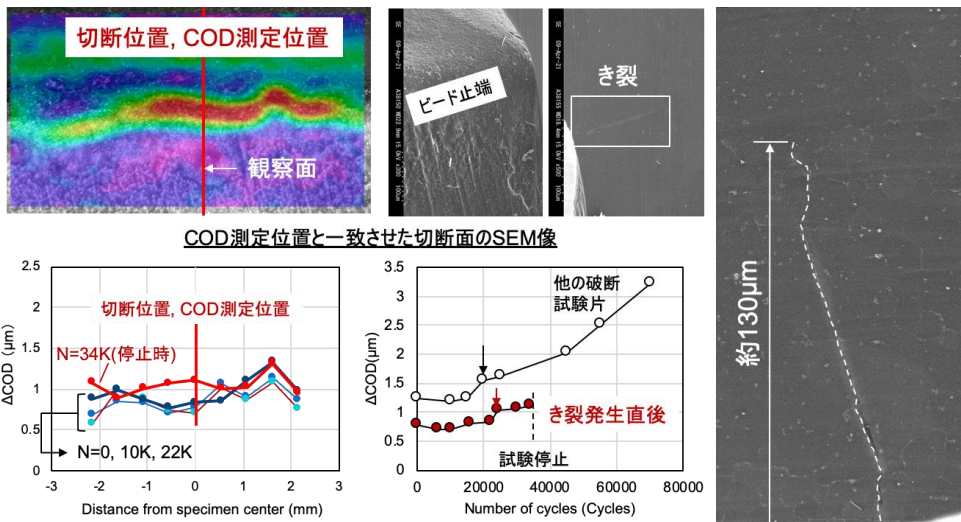 切断位置, COD測定位置
観察面
ビード止端
き裂
SE 09-Apr-21
COD測定位置と一致させた切断面のSEM像
約130μm
2.5
2
1.5
1
0.5
0
ΔCOD (μm)
切断位置, COD測定位置
N=34K(停止時)
N=0, 10K, 22K
-3 -2 -1 0 1 2 3
Distance from specimen center (mm)
3.5
3
2.5
2
1.5
1
0.5
0
ΔCOD(μm)
他の破断
試験片
き裂発生直後
試験停止
0 20000 40000 60000 80000
Number of cycles (Cycles)